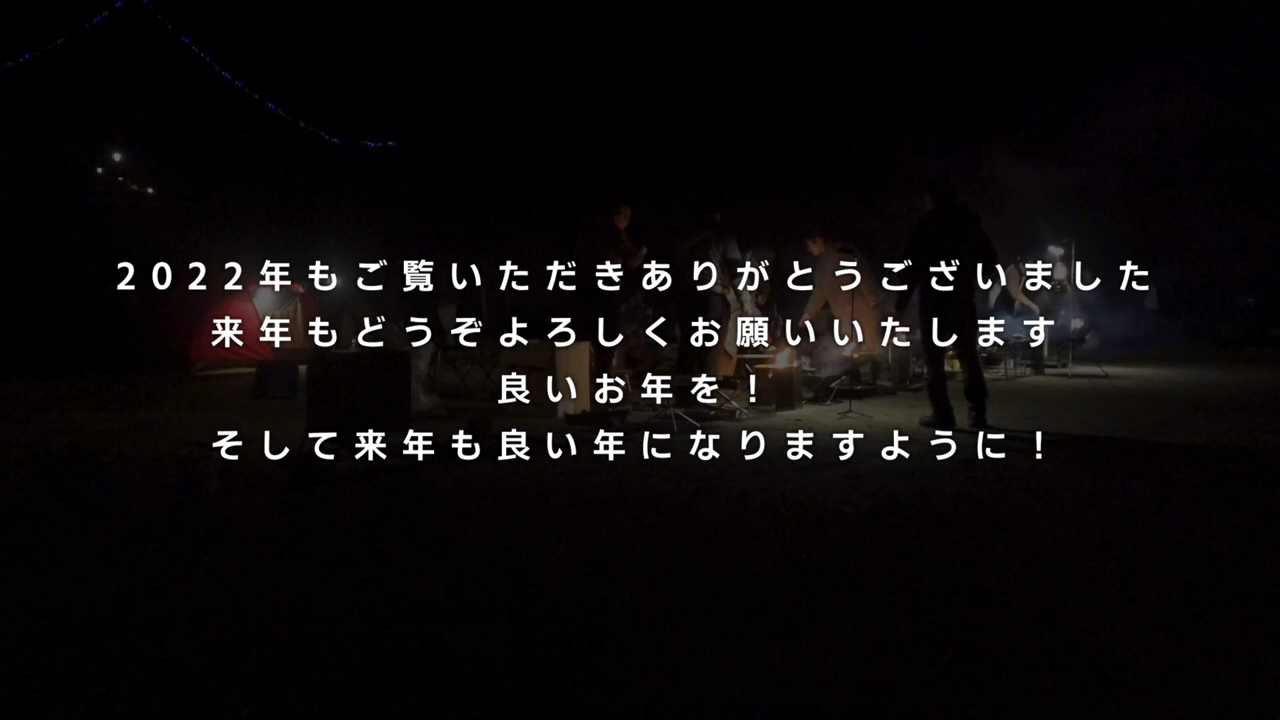 2022年もご覧いただきありがとうございました
来年もどうぞよろしくお願いいたします
良いお年を！
そして来年も良い年になりますように！